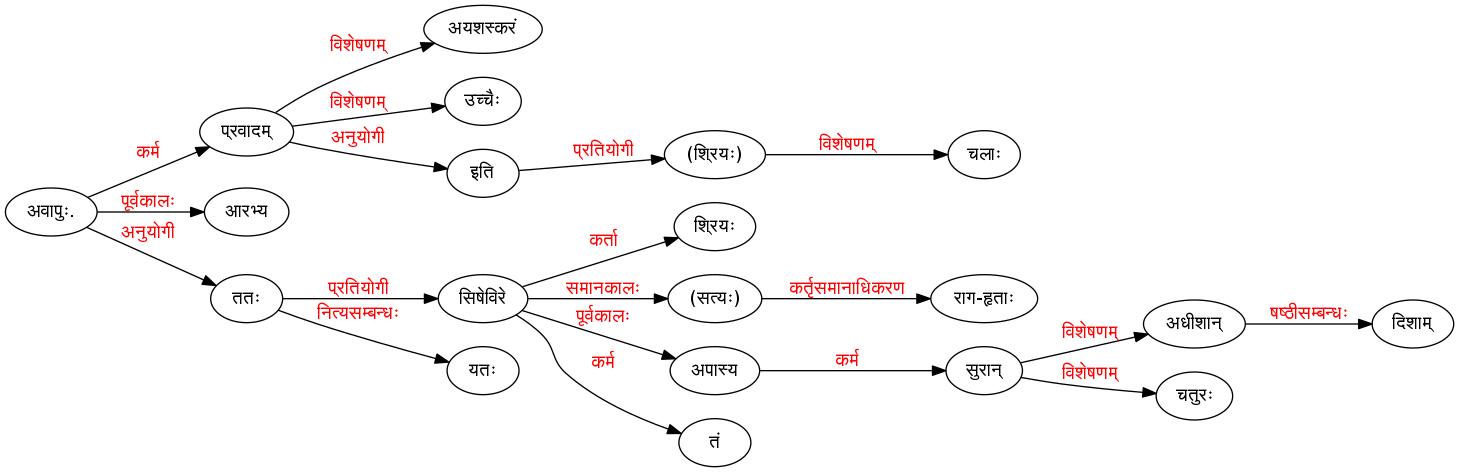 अयशस्करं
विशेषणम्
विशेषणम् उच्चैः
प्रवादम् अनुयोगी
कर्म इति प्रतियोगी (श्रियः) विशेषणम् चलाः
अवापुः. पूर्वकालः आरभ्य
अनुयोगी श्रियः
कर्ता
ततः प्रतियोगी सिषेविरे समानकालः (सत्यः) कर्तृसमानाधिकरण राग-हृताः
नित्यसम्बन्धः पूर्वकालः विशेषणम् अधीशान् षष्ठीसम्बन्धः दिशाम्
यतः कर्म अपास्य कर्म सुरान् विशेषणम्
चतुरः
तं